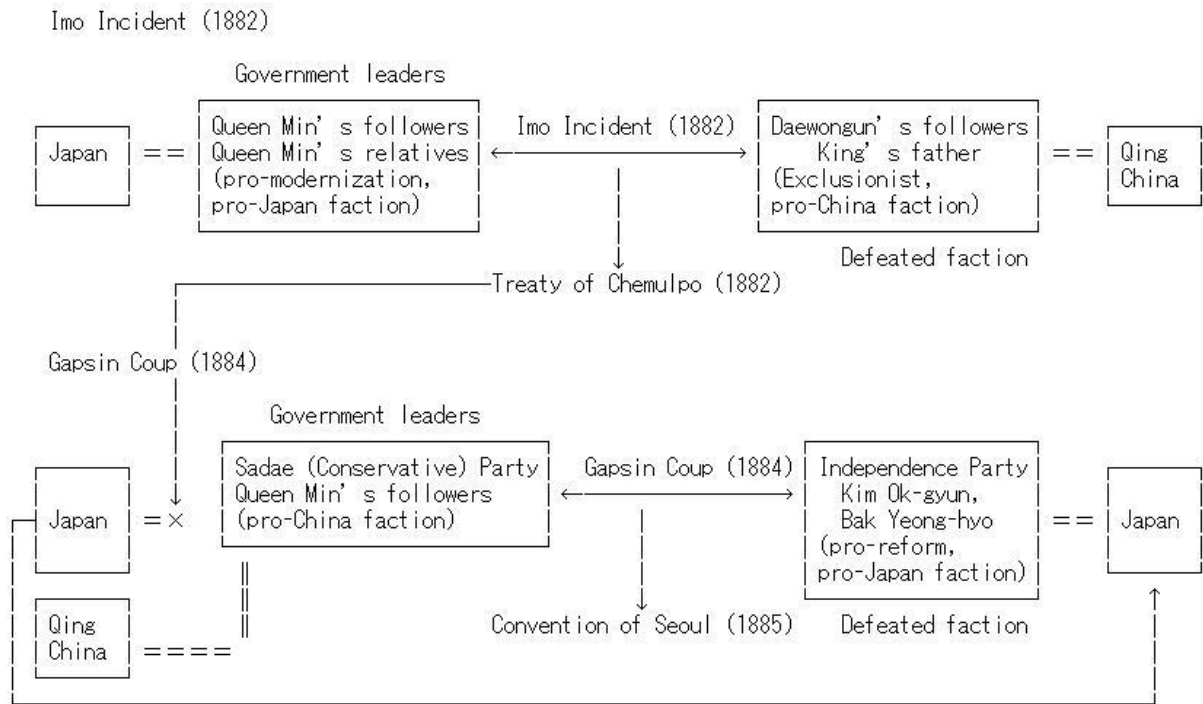 Imo Incident (1882)
Government leaders
Japan
==
Queen Min's followers
Queen Min's relatives
(pro-modernization,
pro-Japan faction)
Imo Incident (1882)
Daewongun's followers
King's father
(Exclusionist,
pro-China faction)
==
Qing
China
Defeated faction
Treaty of Chemulpo (1882)
Gapsin Coup (1884)
Government leaders
Japan
=×
Sadae (Conservative) Party
Queen Min's followers
(pro-China faction)
Gapsin Coup (1884)
Independence Party
Kim Ok-gyun,
Bak Yeong-hyo
(pro-reform,
pro-Japan faction)
==
Japan
Qing
China
====
Convention of Seoul (1885)
Defeated faction